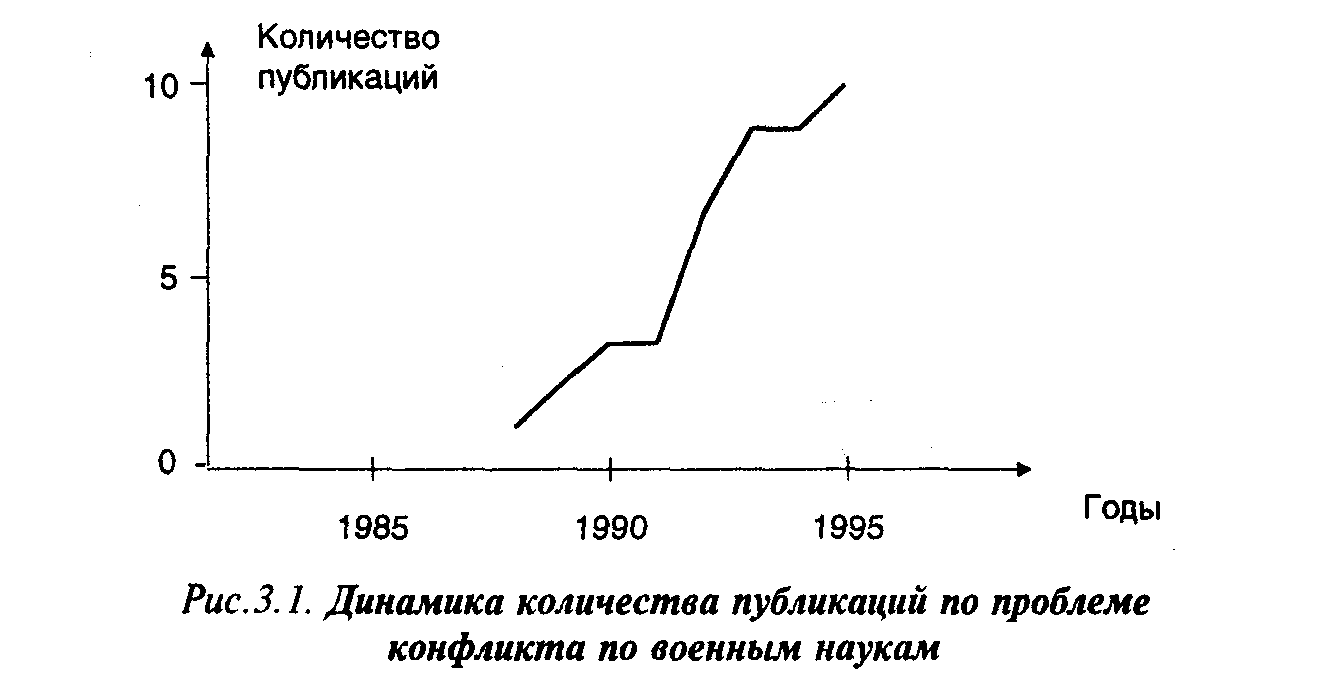 Количество
публикаций
10
5
0
1985
1990
1995
Годы
Рис.3.1. Динамика количества публикаций по проблеме
конфликта по военным наукам